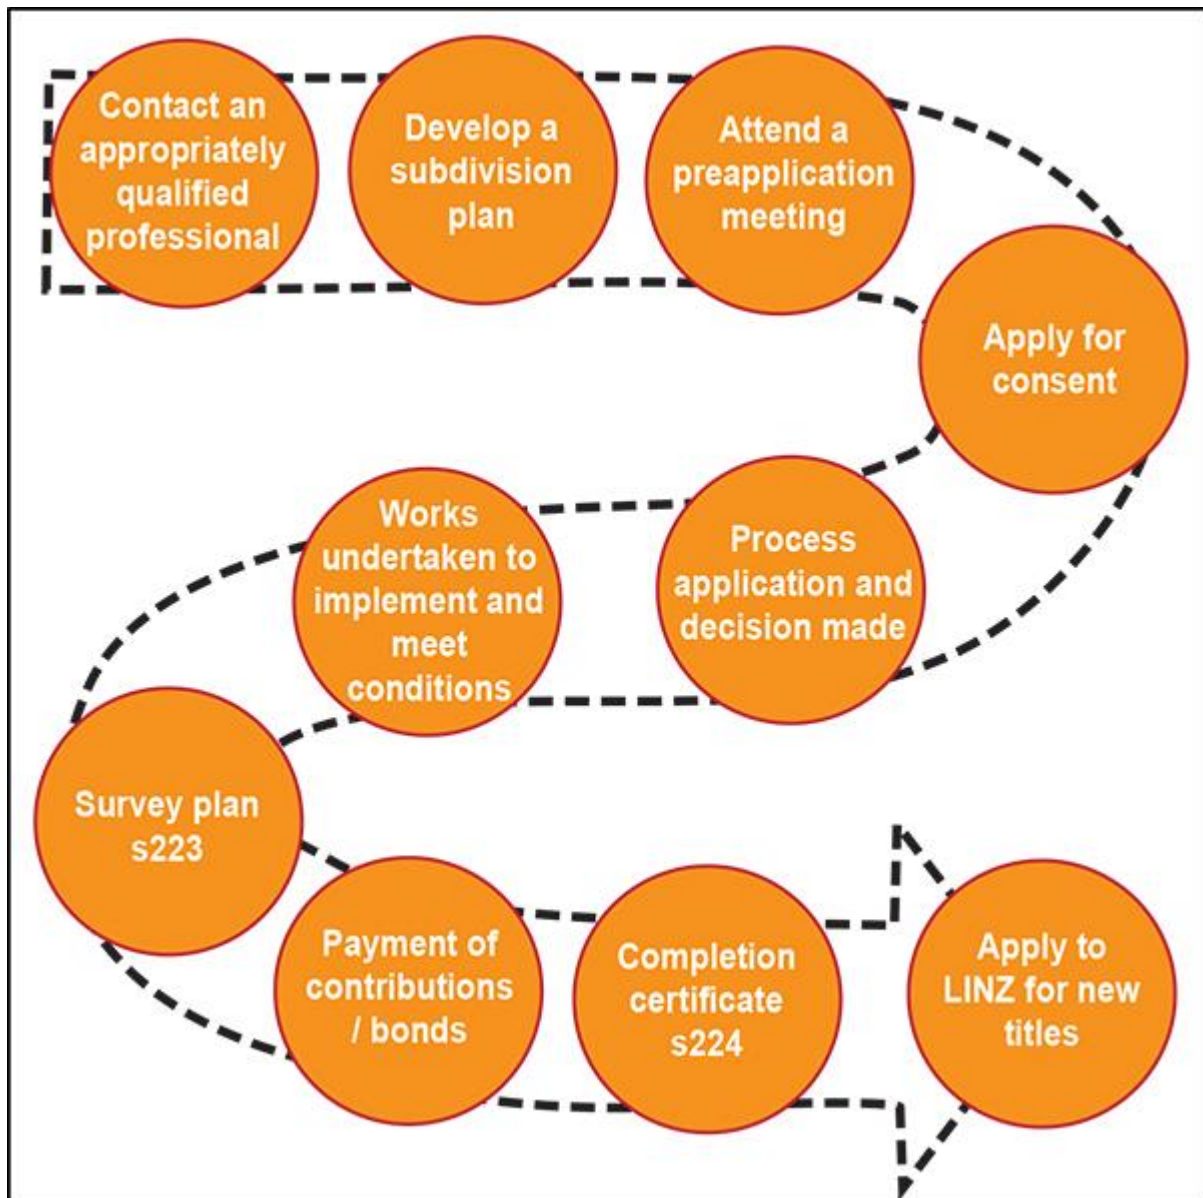 Contact an
appropriately
qualified
professional
Develop a
subdivision
plan
Attend a
preapplication
meeting
Apply for
consent
Process
application and
decision made
Works
undertaken to
implement and
meet
conditions
Survey plan
s223
Payment of
contributions
/ bonds
Completion
certificate
s224
Apply to
LINZ for new
titles